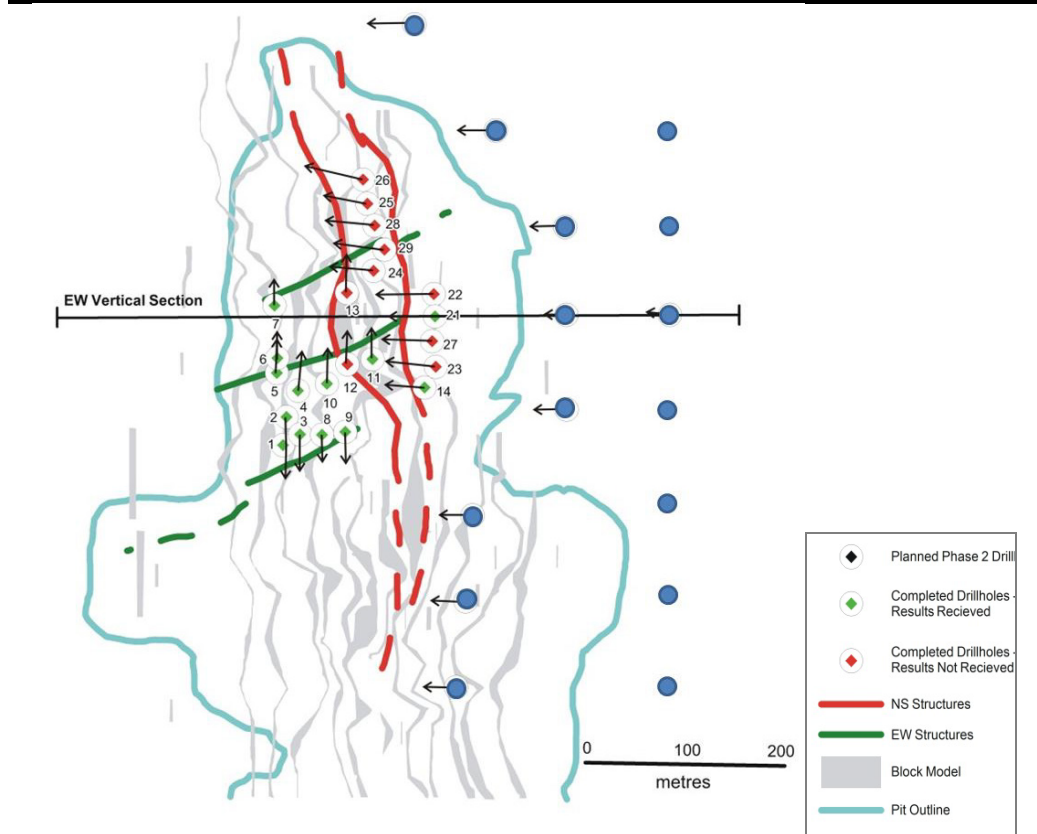 26
25
28
29
24
EW Vertical Section
22
13
7
21
27
6
12
11
23
5
4
10
14
2
3
8
9
1
0 100 200
metres
Planned Phase 2 Drill
Completed Drillholes -
Results Recieved
Completed Drillholes -
Results Not Recieved
NS Structures
EW Structures
Block Model
Pit Outline